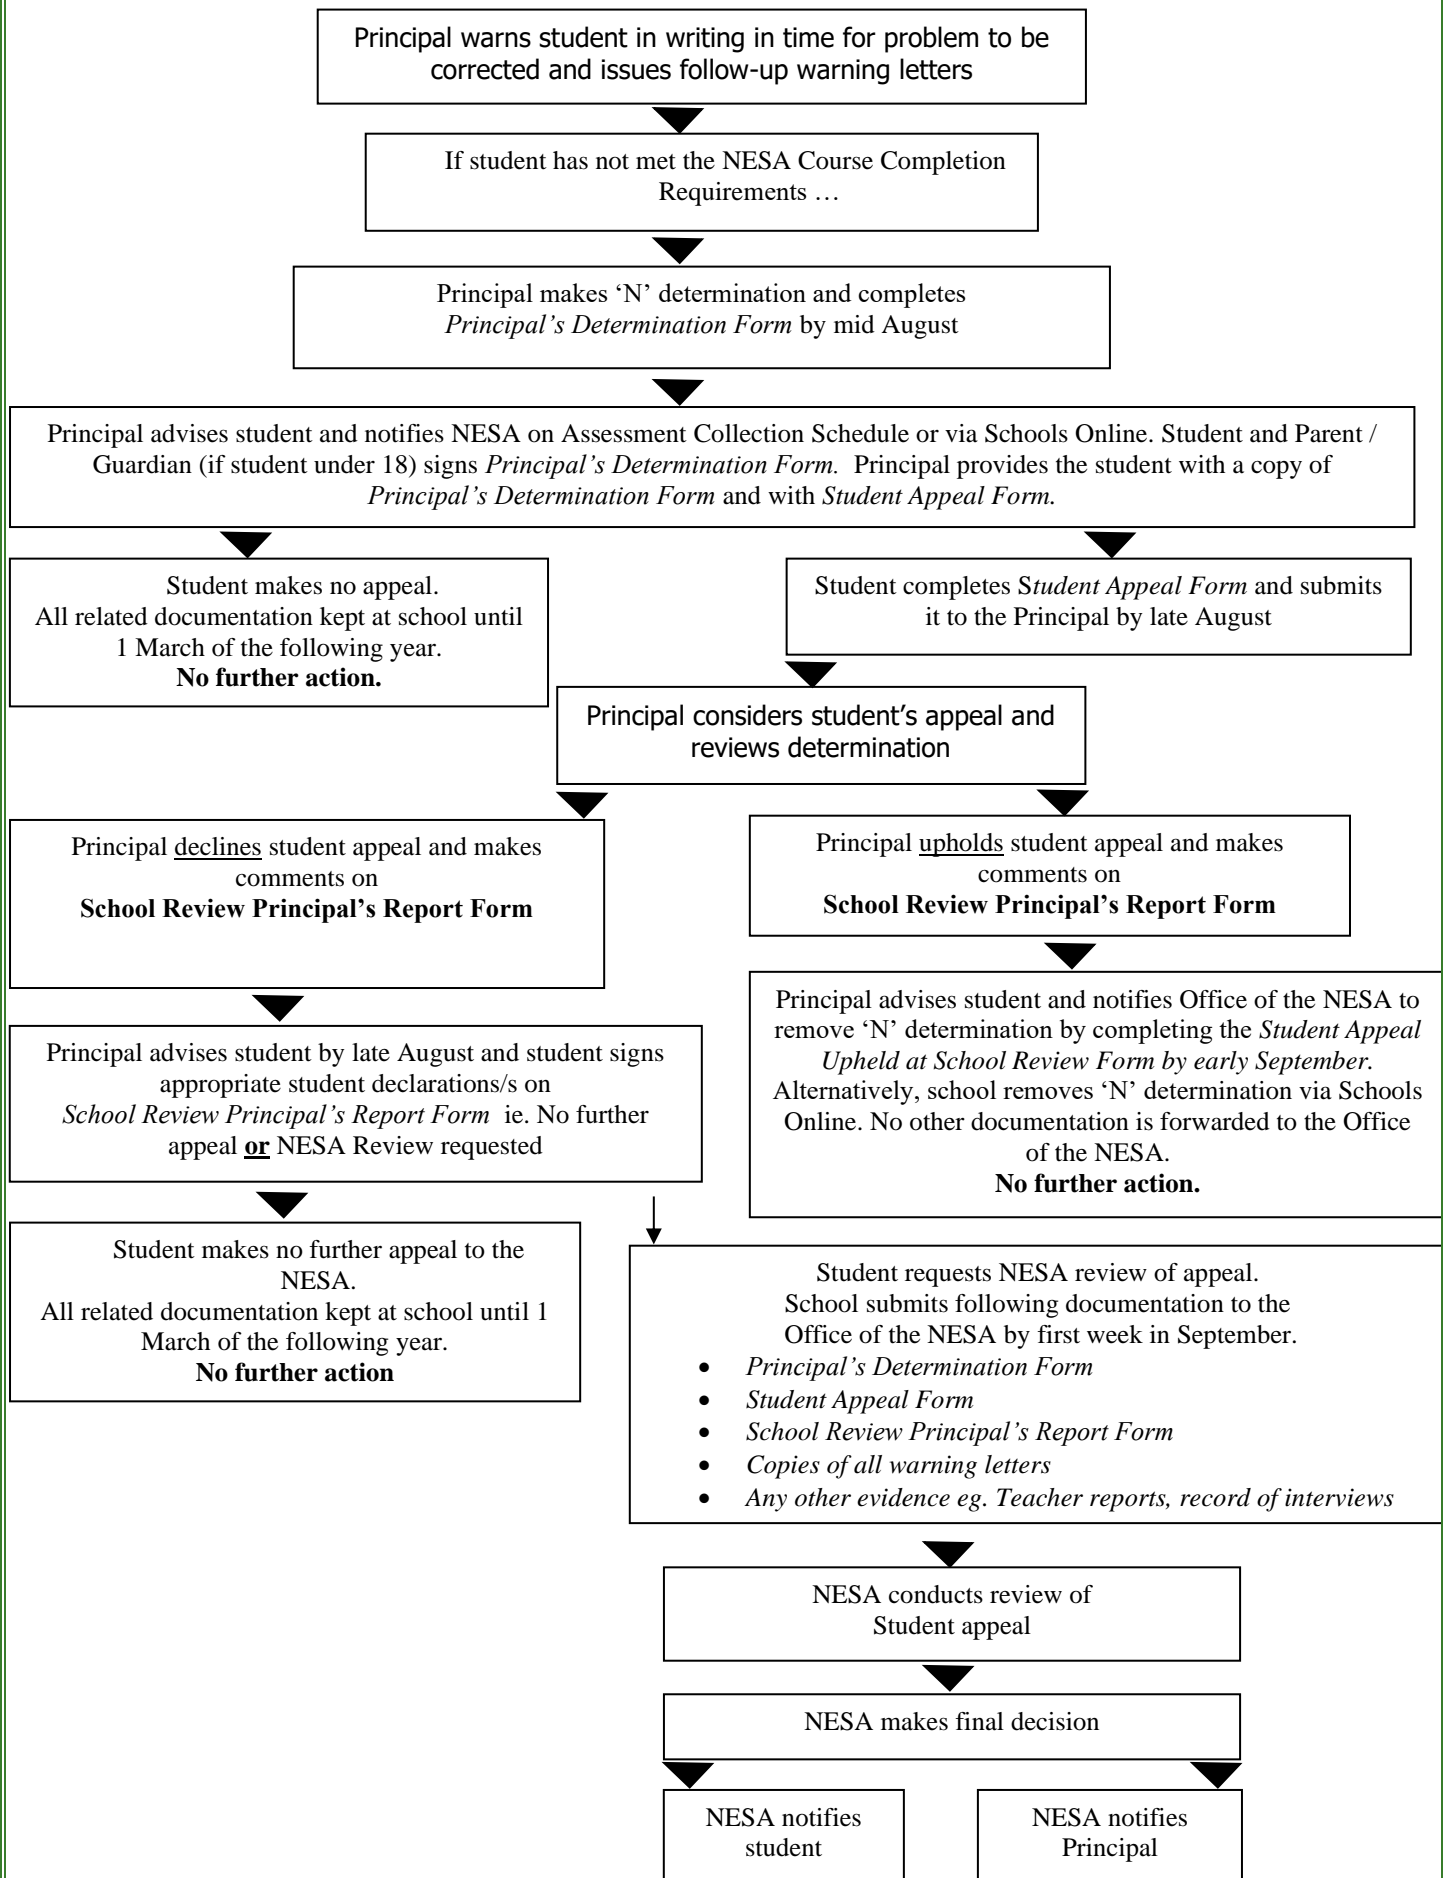 Principal warns student in writing in time for problem to be
corrected and issues follow-up warning letters
If student has not met the NESA Course Completion
Requirements …
Principal makes ‘N’ determination and completes
Principal’s Determination Form by mid August
Principal advises student and notifies NESA on Assessment Collection Schedule or via Schools Online. Student and Parent /
Guardian (if student under 18) signs Principal’s Determination Form. Principal provides the student with a copy of
Principal’s Determination Form and with Student Appeal Form.
Student makes no appeal.
All related documentation kept at school until
1 March of the following year.
No further action.
Student completes Student Appeal Form and submits
it to the Principal by late August
Principal considers student’s appeal and
reviews determination
Principal declines student appeal and makes
comments on
School Review Principal’s Report Form
Principal upholds student appeal and makes
comments on
School Review Principal’s Report Form
Principal advises student by late August and student signs
appropriate student declarations/s on
School Review Principal’s Report Form ie. No further
appeal or NESA Review requested
Principal advises student and notifies Office of the NESA to
remove ‘N’ determination by completing the Student Appeal
Upheld at School Review Form by early September.
Alternatively, school removes ‘N’ determination via Schools
Online. No other documentation is forwarded to the Office
of the NESA.
No further action.
Student makes no further appeal to the
NESA.
All related documentation kept at school until 1
March of the following year.
No further action
Student requests NESA review of appeal.
School submits following documentation to the
Office of the NESA by first week in September.
• Principal’s Determination Form
• Student Appeal Form
• School Review Principal’s Report Form
• Copies of all warning letters
• Any other evidence eg. Teacher reports, record of interviews
NESA conducts review of
Student appeal
NESA makes final decision
NESA notifies
student
NESA notifies
Principal